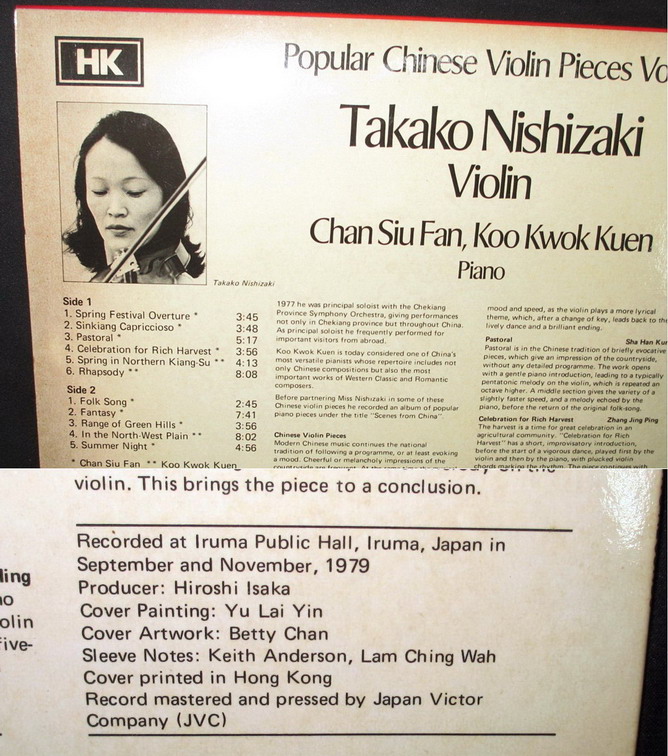 HK
Popular Chinese Violin Pieces Vo
Takako Nishizaki
Violin
Chan Siu Fan, Koo Kwok Kuen
Piano
Takako Nishizaki
Side 1
1. Spring Festival Overture * 3:45
2. Sinkiang Capriccioso * 3:48
3. Pastoral * 5:17
4. Celebration for Rich Harvest * 3:56
5. Spring in Northern Kiang-Su ** 4:13
6. Rhapsody ** 8:08
Side 2
1. Folk Song * 2:45
2. Fantasy * 7:41
3. Range of Green Hills * 3:56
4. In the North-West Plain ** 8:02
5. Summer Night * 4:56
* Chan Siu Fan ** Koo Kwok Kuen
1977 he was principal soloist with the Chekiang
Province Symphony Orchestra, giving performances
not only in Chekiang province but throughout China.
As principal soloist he frequently performed for
important visitors from abroad.
Koo Kwok Kuen is today considered one of China's
most versatile pianists whose repertoire includes not
only Chinese compositions but also the most
important works of Western Classic and Romantic
composers.
Before partnering Miss Nishizaki in some of these
Chinese violin pieces he recorded an album of popular
piano pieces under the title "Scenes from China".
Chinese Violin Pieces
Modern Chinese music continues the national
tradition of following a programme, or at least evoking
a mood. Cheerful or melancholy impressions of the
mood and speed, as the violin plays a more lyrical
theme, which, after a change of key, leads back to the
lively dance and a brilliant ending.
Pastoral Sha Han Kun
Pastoral is in the Chinese tradition of briefly evocative
pieces, which give an impression of the countryside,
without any detailed programme. The work opens
with a gentle piano introduction, leading to a typically
pentatonic melody on the violin, which is repeated an
octave higher. A middle section gives the variety of a
slightly faster speed, and a melody echoed by the
piano, before the return of the original folk-song.
Celebration for Rich Harvest Zhang Jing Ping
The harvest is a time for great celebration in an
agricultural community. "Celebration for Rich
Harvest" has a short, improvisatory introduction,
before the start of a vigorous dance, played first by the
violin and then by the piano, with plucked violin
chords marking the rhythm. The piece continues with
violin. This brings the piece to a conclusion.
Recorded at Iruma Public Hall, Iruma, Japan in
September and November, 1979
Producer: Hiroshi Isaka
Cover Painting: Yu Lai Yin
Cover Artwork: Betty Chan
Sleeve Notes: Keith Anderson, Lam Ching Wah
Cover printed in Hong Kong
Record mastered and pressed by Japan Victor
Company (JVC)
ling
no
olin
five-